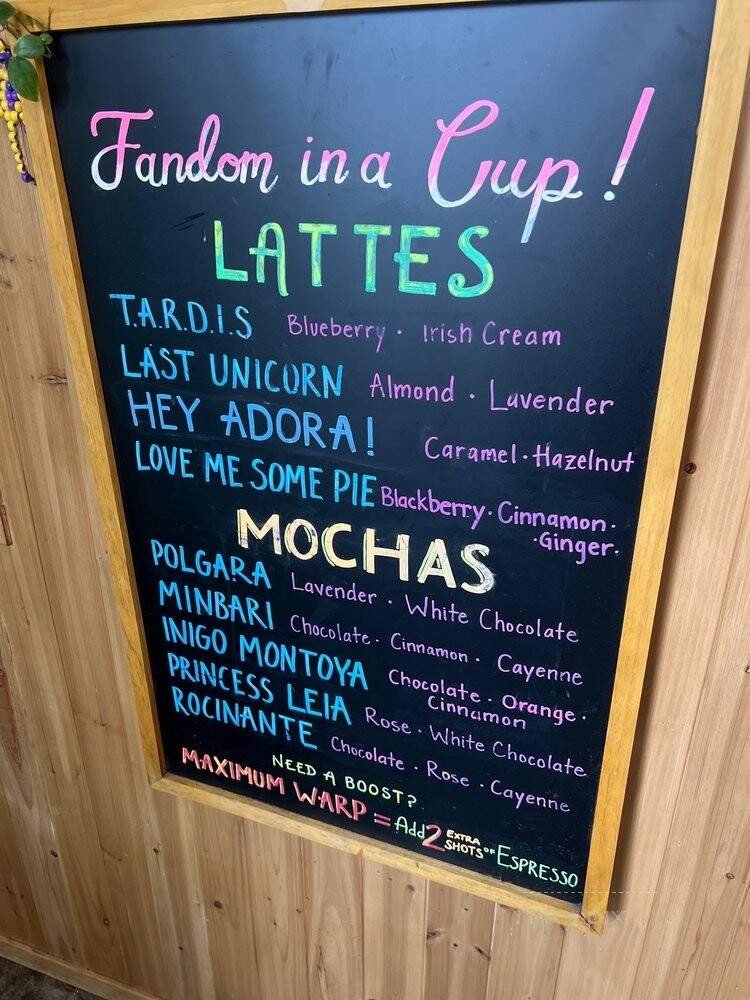 Fandom in a Cup!
LATTES
T.A.R.D.I.S Blueberry · Irish Cream
LAST UNICORN Almond · Lavender
HEY ADORA! Caramel · Hazelnut
LOVE ME SOME PIE Blackberry · Cinnamon ·
· Ginger.
MOCHAS
POLGARA Lavender · White Chocolate
MINBARI Chocolate · Cinnamon · Cayenne
INIGO MONTOYA Chocolate · Orange ·
Cinnamon
PRINCESS LEIA Rose · White Chocolate
ROCINANTE Chocolate · Rose · Cayenne
NEED A BOOST?
MAXIMUM WARP = Add 2 EXTRA SHOTS OF ESPRESSO